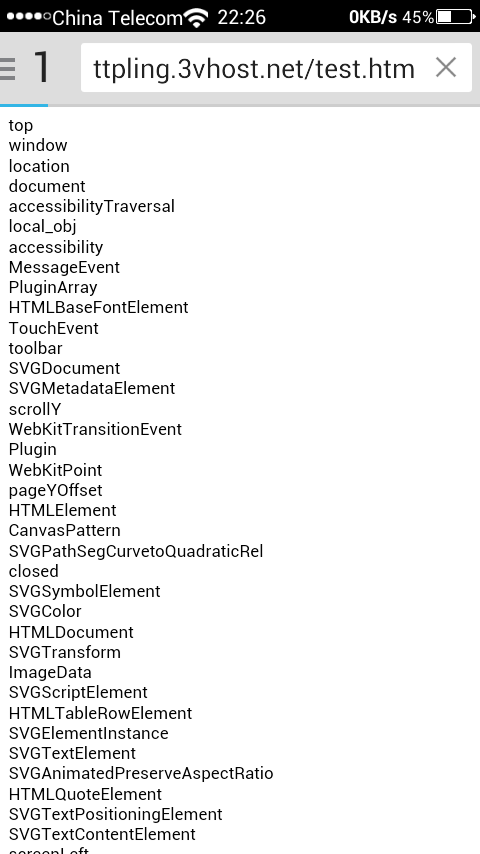 China Telecom 22:26 0KB/s 45%
1 ttpling.3vhost.net/test.htm
top
window
location
document
accessibilityTraversal
local_obj
accessibility
MessageEvent
PluginArray
HTMLBaseFontElement
TouchEvent
toolbar
SVGDocument
SVGMetadataElement
scrollY
WebKitTransitionEvent
Plugin
WebKitPoint
pageYOffset
HTMLElement
CanvasPattern
SVGPathSegCurvetoQuadraticRel
closed
SVGSymbolElement
SVGColor
HTMLDocument
SVGTransform
ImageData
SVGScriptElement
HTMLTableRowElement
SVGElementInstance
SVGTextElement
SVGAnimatedPreserveAspectRatio
HTMLQuoteElement
SVGTextPositioningElement
SVGTextContentElement
screenLeft